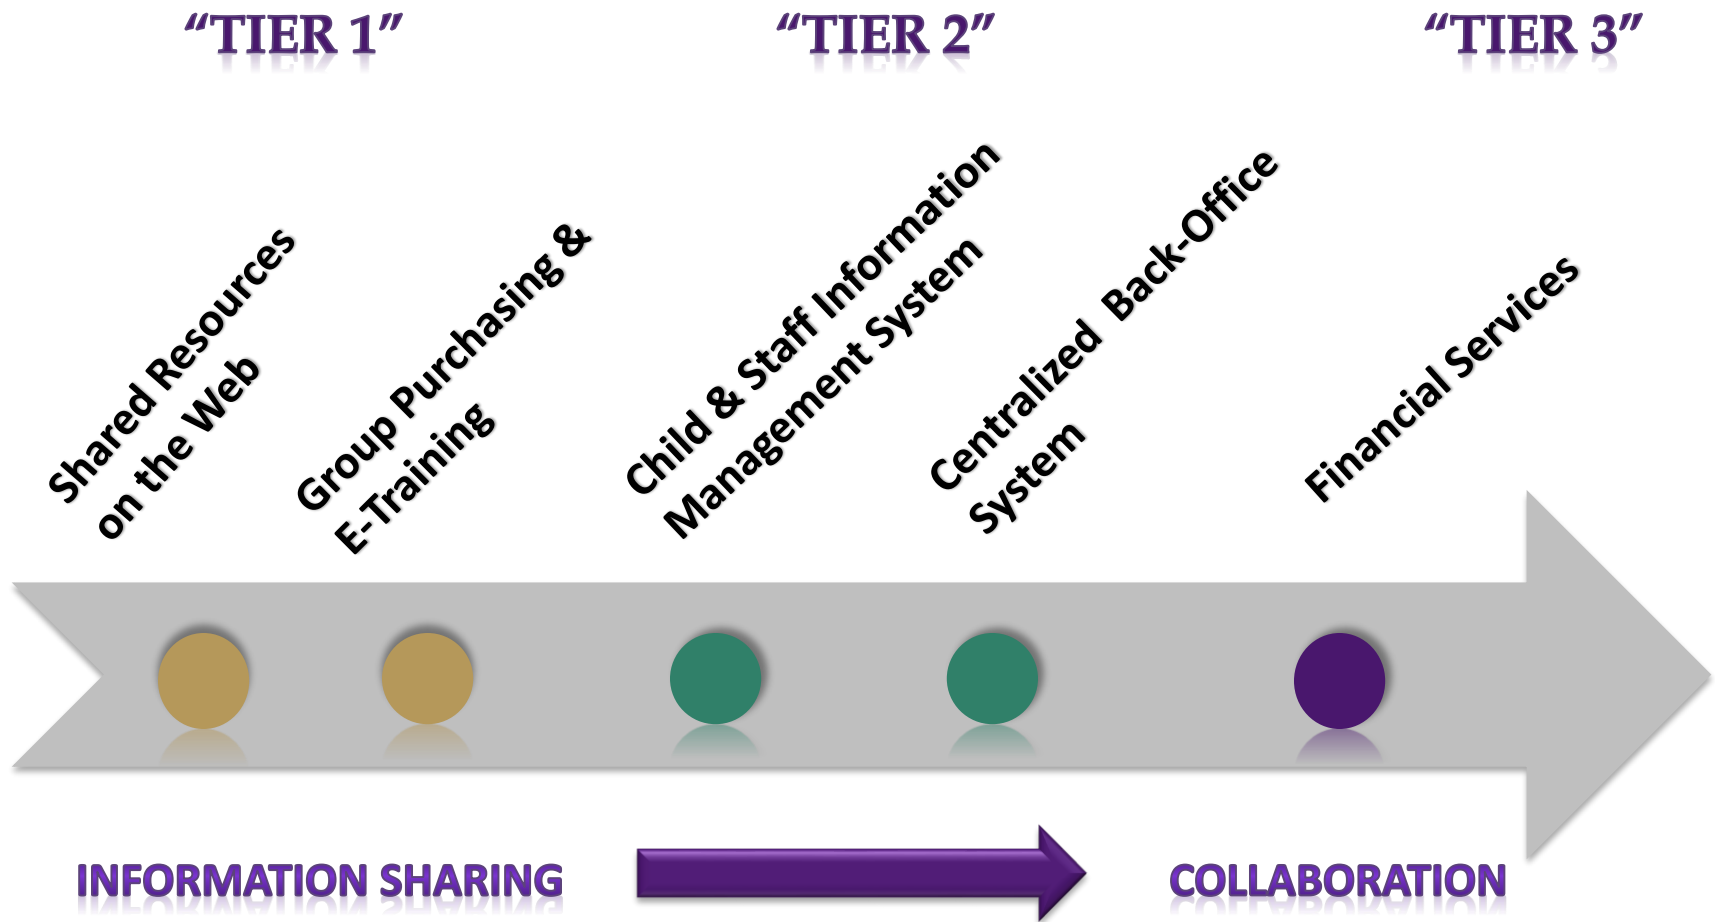 “TIER 1”
“TIER 2”
“TIER 3”
Shared Resources
on the Web
Group Purchasing &
E-Training
Child & Staff Information
Management System
Centralized Back-Office
System
Financial Services
INFORMATION SHARING
COLLABORATION